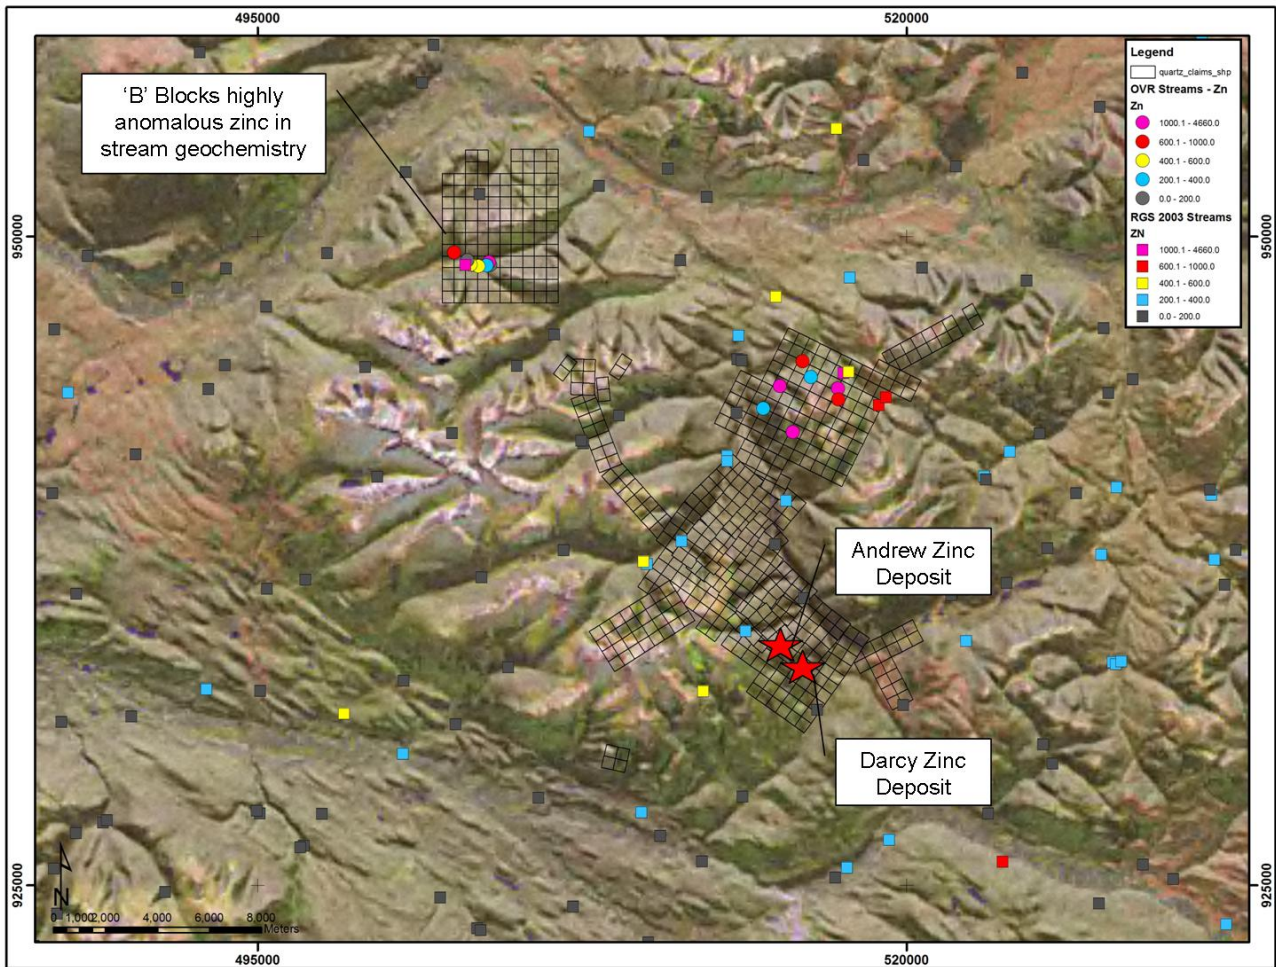 495000
520000
'B' Blocks highly
anomalous zinc in
stream geochemistry
Legend
quartz_claims_shp
OVR Streams - Zn
Zn
1000.1 - 4660.0
600.1 - 1000.0
400.1 - 600.0
200.1 - 400.0
0.0 - 200.0
RGS 2003 Streams
ZN
1000.1 - 4660.0
600.1 - 1000.0
400.1 - 600.0
200.1 - 400.0
0.0 - 200.0
950000
950000
Andrew Zinc
Deposit
Darcy Zinc
Deposit
925000
925000
N
0 1,000 2,000 4,000 6,000 8,000
Meters
495000
520000